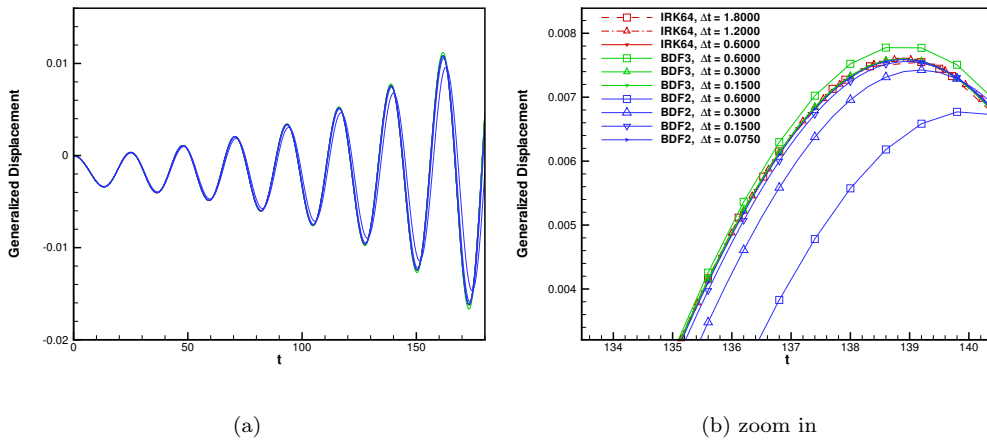 Generalized Displacement
0.01
0
-0.01
-0.02
0
50
100
150
t
(a)
Generalized Displacement
0.008
0.007
0.006
0.005
0.004
IRK64, Δt = 1.8000
IRK64, Δt = 1.2000
IRK64, Δt = 0.6000
BDF3, Δt = 0.6000
BDF3, Δt = 0.3000
BDF3, Δt = 0.1500
BDF2, Δt = 0.6000
BDF2, Δt = 0.3000
BDF2, Δt = 0.1500
BDF2, Δt = 0.0750
134
135
136
137
138
139
140
t
(b) zoom in